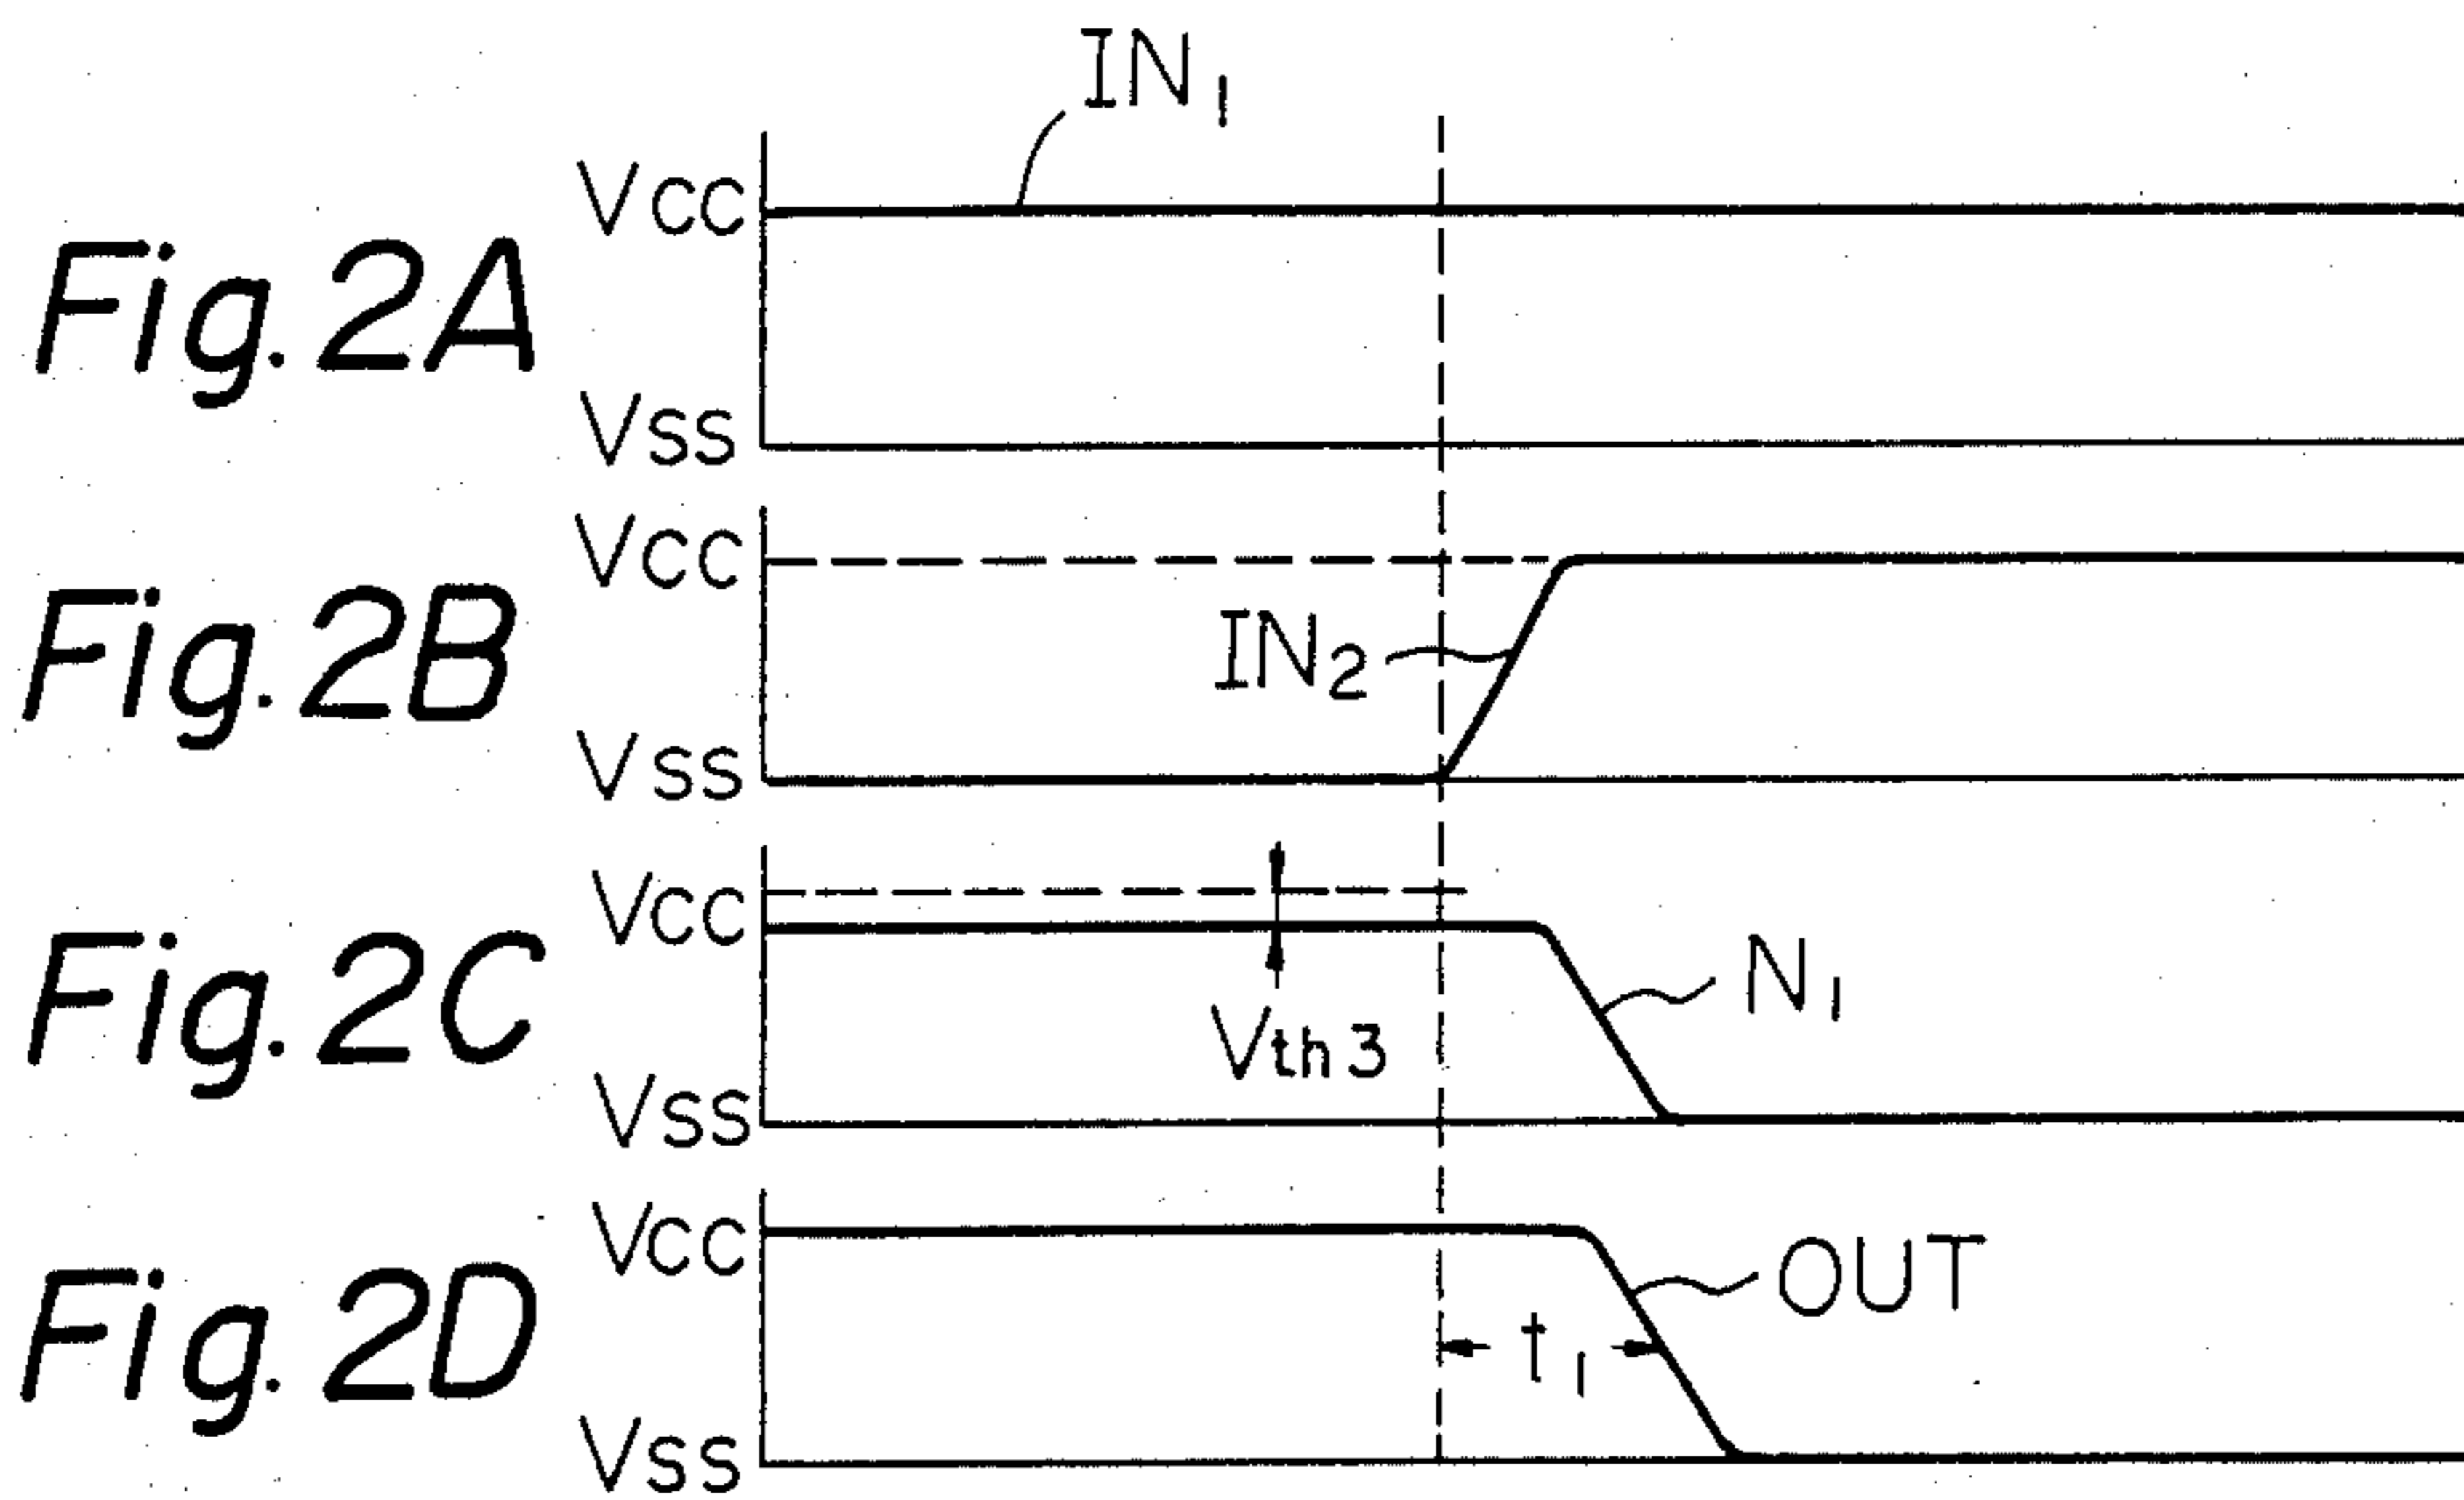 IN₁
Vcc
Fig. 2A
Vss
Vcc
Fig. 2B
IN₂
Vss
Vcc
Fig. 2C
N₁
Vth3
Vss
Vcc
Fig. 2D
OUT
t₁
Vss